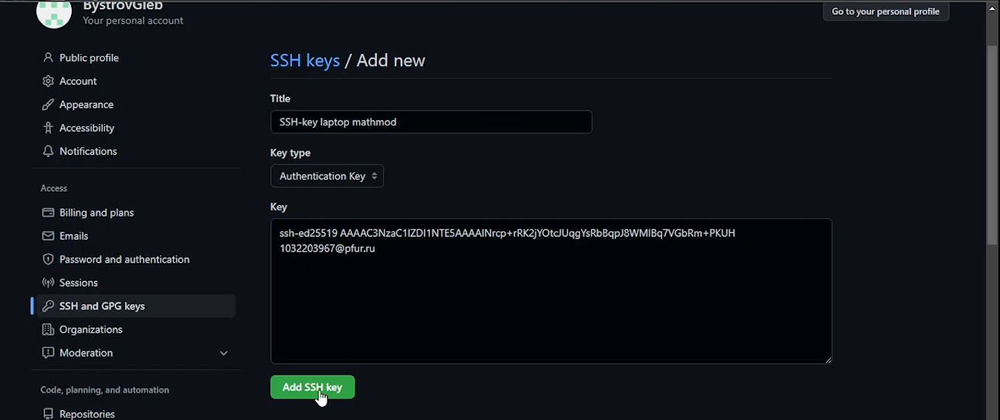 BystrovGleb
Your personal account
Go to your personal profile
Public profile
Account
Appearance
Accessibility
Notifications
Access
Billing and plans
Emails
Password and authentication
Sessions
SSH and GPG keys
Organizations
Moderation
Code, planning, and automation
Repositories
SSH keys / Add new
Title
SSH-key laptop mathmod
Key type
Authentication Key
Key
ssh-ed25519 AAAAC3NzaC1lZDI1NTE5AAAAINrcp+rRK2jYOtcJUqgYsRbBqpJ8WMIBq7VGbRm+PKUH
1032203967@pfur.ru
Add SSH key